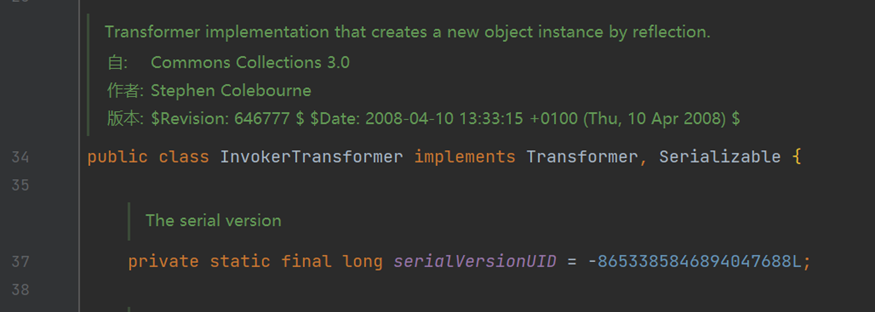 Transformer implementation that creates a new object instance by reflection.
自: Commons Collections 3.0
作者: Stephen Colebourne
版本: $Revision: 646777 $ $Date: 2008-04-10 13:33:15 +0100 (Thu, 10 Apr 2008) $
34 public class InvokerTransformer implements Transformer, Serializable {
35
The serial version
37 private static final long serialVersionUID = -8653385846894047688L;
38